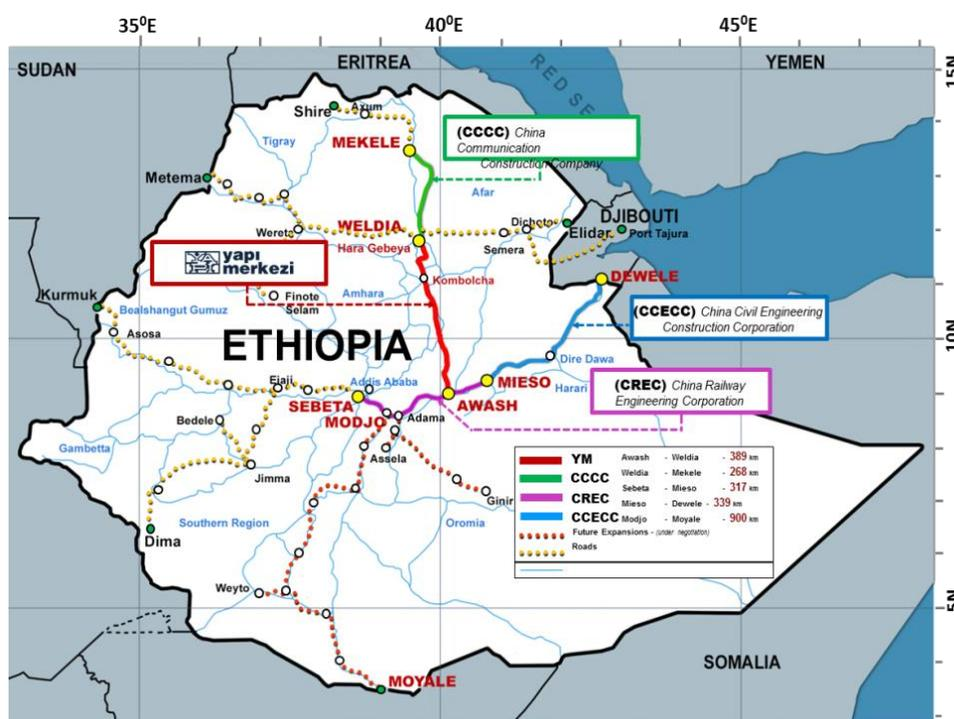 35⁰E 40⁰E 45⁰E
SUDAN
ERITREA
YEMEN
RED SE
15N
Shire
Axum
Tigray
MEKELE
(CCCC) China
Communication
Construction Company
Metema
Afar
WELDIA
Hara Gebeya
Wereta
Dichoto
DJIBOUTI
Elidar
Port Tajura
Semera
yapı
merkezi
Kombolcha
DEWELE
Kurmuk
Amhara
Finote
Selam
Bealshangut Gumuz
Asosa
(CCECC) China Civil Engineering
Construction Corporation
10N
ETHIOPIA
Dire Dawa
Ejaji
Addis Ababa
MIESO
Harari
(CREC) China Railway
Engineering Corporation
SEBETA
AWASH
MODJO
Adama
Bedele
Assela
Gambetta
Jimma
Ginir
YM Awash - Weldia - 389 km
CCCC Weldia - Mekele - 268 km
CREC Sebeta - Mieso - 317 km
Mieso - Dewele - 339 km
CCECC Modjo - Moyale - 900 km
Future Expansions - (under negotiation)
Roads
Southern Region
Oromia
Dima
Weyto
5N
SOMALIA
MOYALE